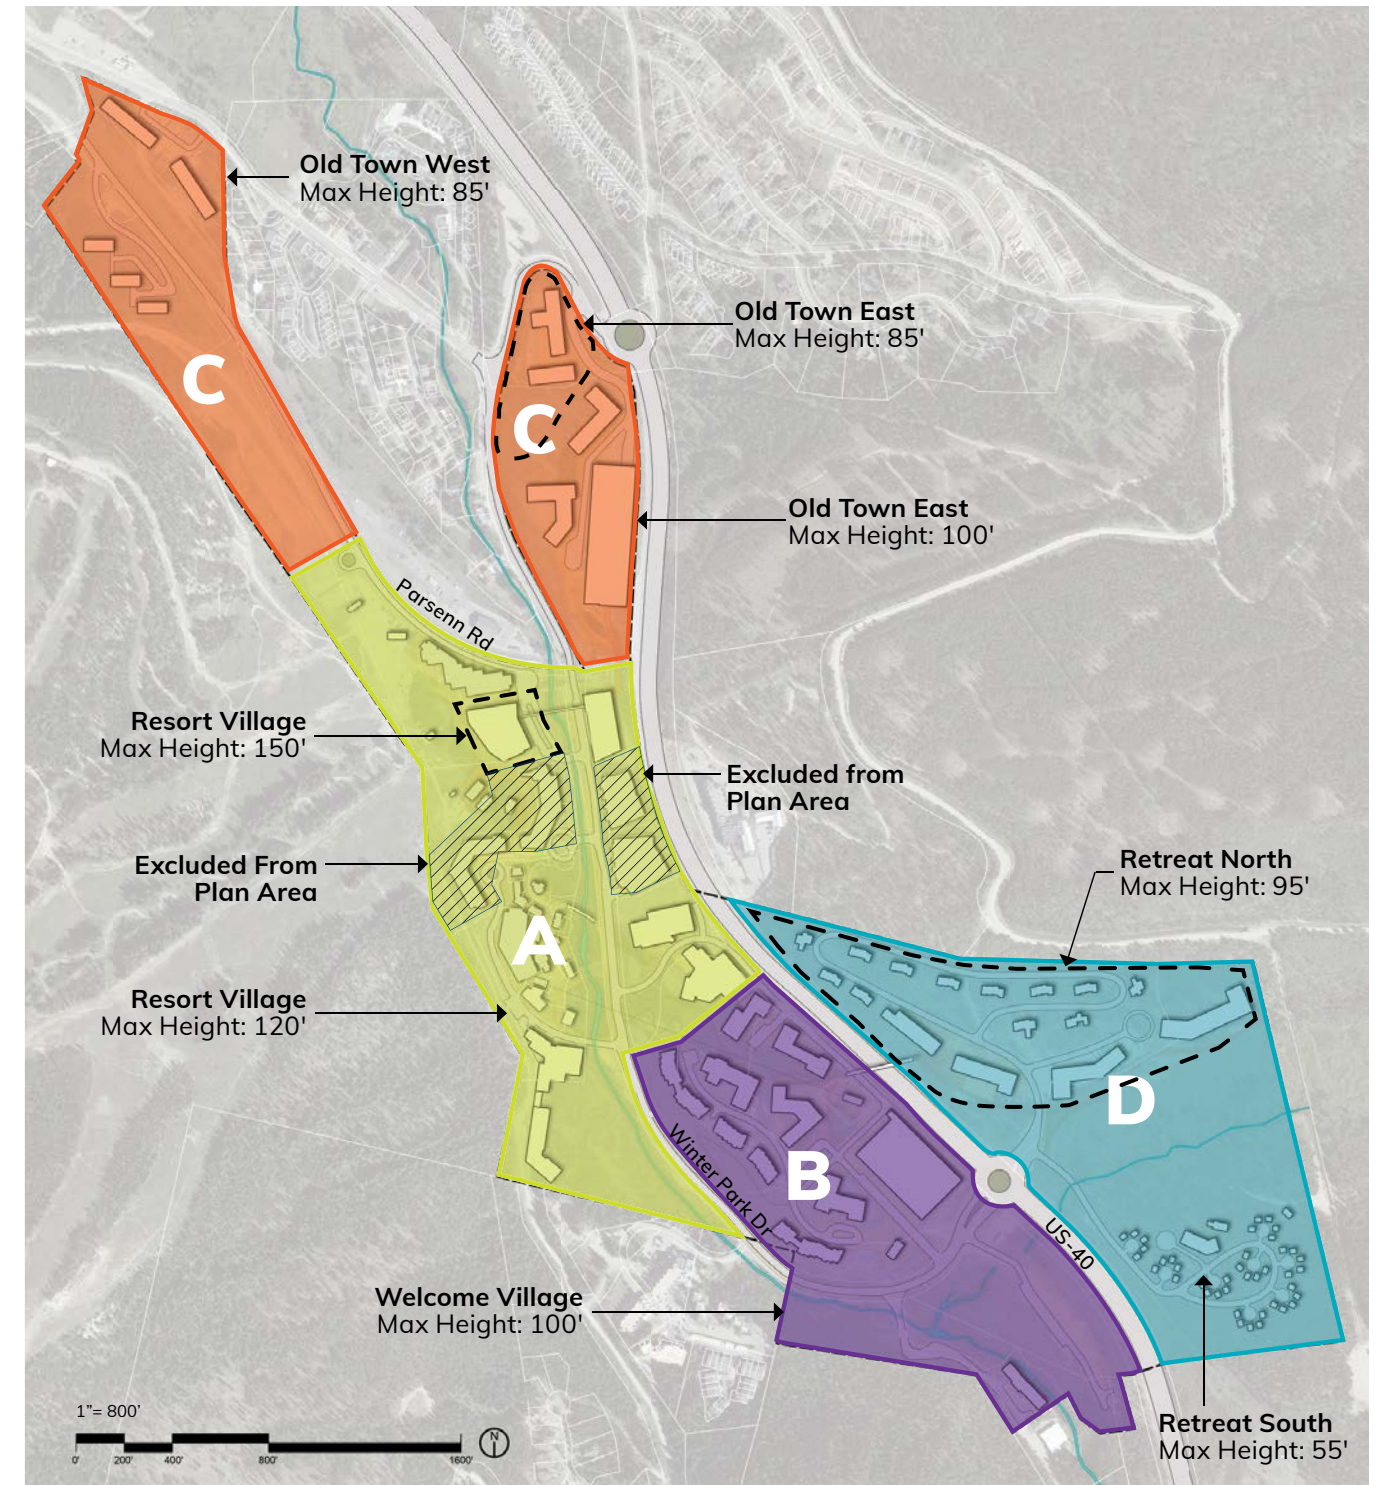 Old Town West
Max Height: 85'
Old Town East
Max Height: 85'
C
C
Old Town East
Max Height: 100'
Parsenn Rd
Resort Village
Max Height: 150'
Excluded from
Plan Area
Excluded From
Plan Area
Retreat North
Max Height: 95'
A
Resort Village
Max Height: 120'
D
Winter Park Dr
B
US-40
Welcome Village
Max Height: 100'
Retreat South
Max Height: 55'
1”= 800’
N
0' 200' 400' 800' 1600'